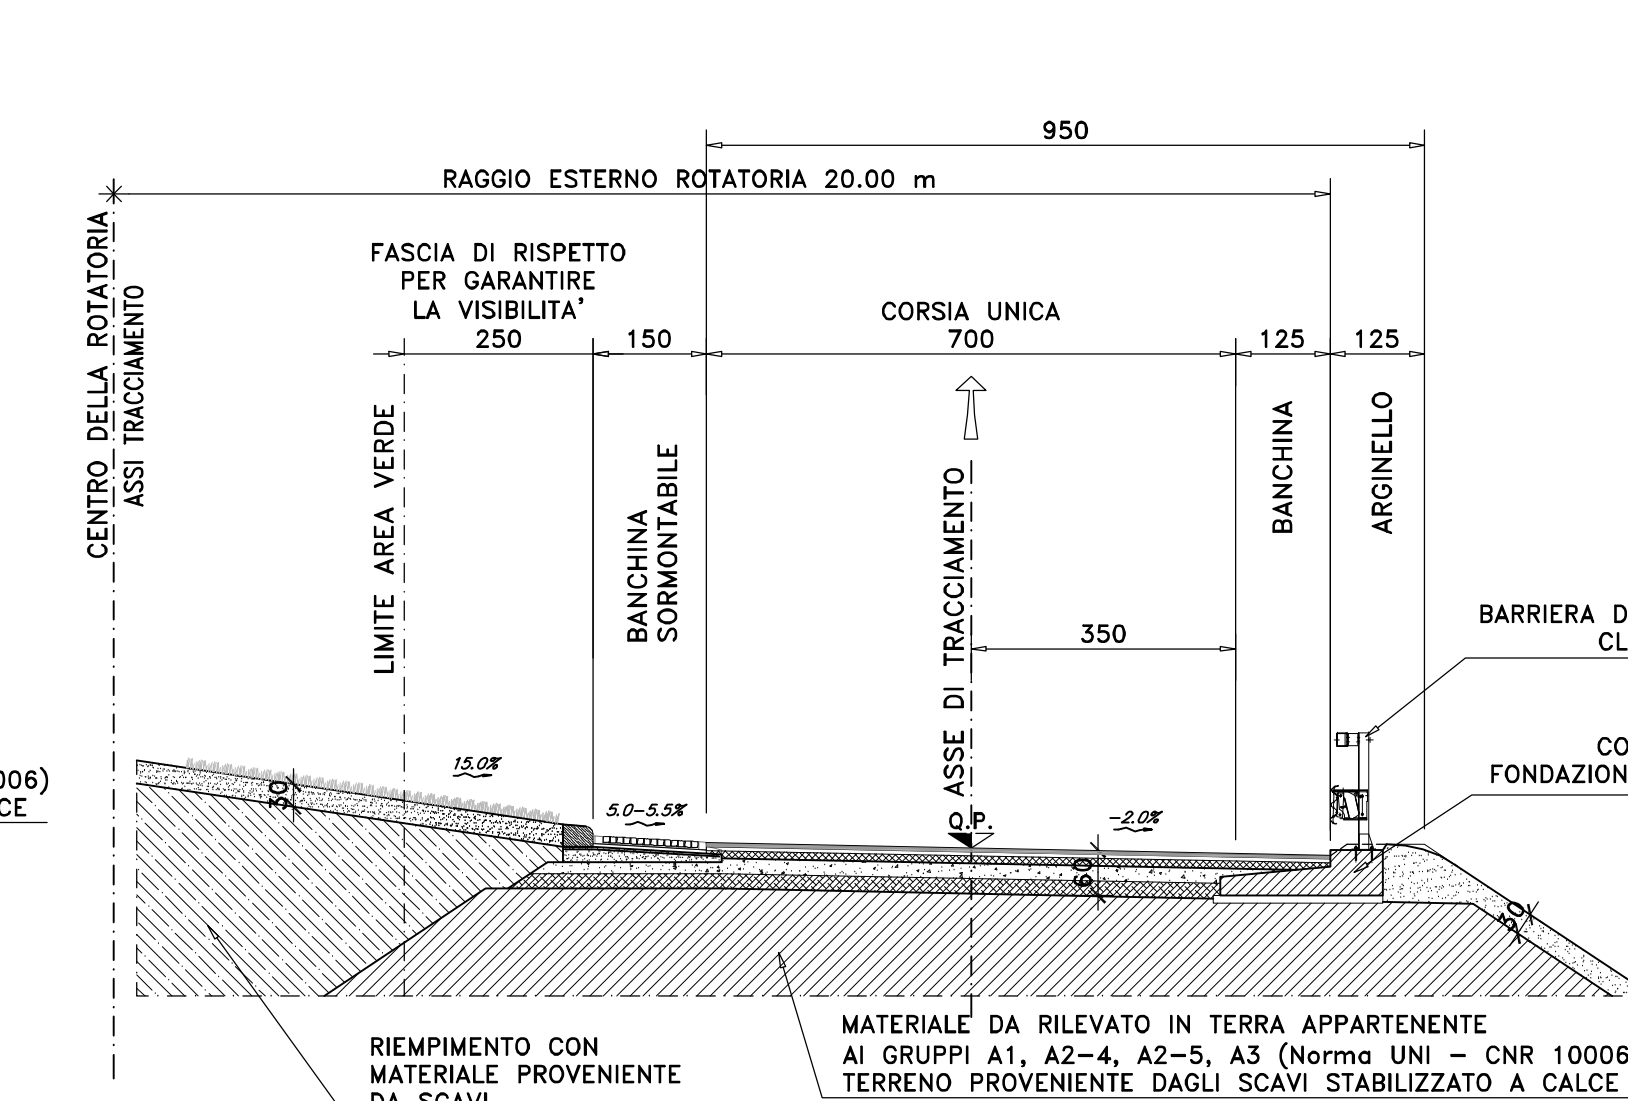 950
RAGGIO ESTERNO ROTATORIA 20.00 m
CENTRO DELLA ROTATORIA
ASSI TRACCIAMENTO
FASCIA DI RISPETTO
PER GARANTIRE
LA VISIBILITA'
CORSIA UNICA
250 150 700 125 125
LIMITE AREA VERDE
BANCHINA
SORMONTABILE
ASSE DI TRACCIAMENTO
BANCHINA
ARGINELLO
350
BARRIERA D
CL
CO
FONDAZION
006)
CE
15.0%
30
5.0-5.5%
Q.P.
-2.0%
60
30
MATERIALE DA RILEVATO IN TERRA APPARTENENTE
AI GRUPPI A1, A2-4, A2-5, A3 (Norma UNI - CNR 10006
TERRENO PROVENIENTE DAGLI SCAVI STABILIZZATO A CALCE
RIEMPIMENTO CON
MATERIALE PROVENIENTE
DA SCAVI